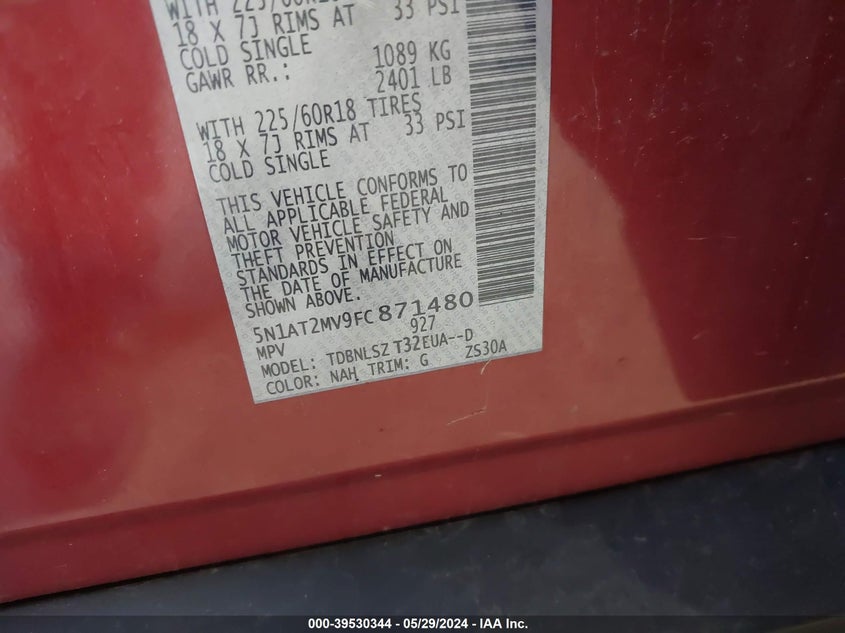 WITH 225/60R18
18 X 7J RIMS AT 33 PSI
COLD SINGLE
GAWR RR.: 1089 KG
2401 LB
WITH 225/60R18 TIRES
18 X 7J RIMS AT 33 PSI
COLD SINGLE
THIS VEHICLE CONFORMS TO
ALL APPLICABLE FEDERAL
MOTOR VEHICLE SAFETY AND
THEFT PREVENTION
STANDARDS IN EFFECT ON
THE DATE OF MANUFACTURE
SHOWN ABOVE.
5N1AT2MV9FC871480
MPV 927
MODEL: TDBNLSZ T32EUA--D
COLOR: NAH TRIM: G ZS30A
000-39530344 - 05/29/2024 - IAA Inc.